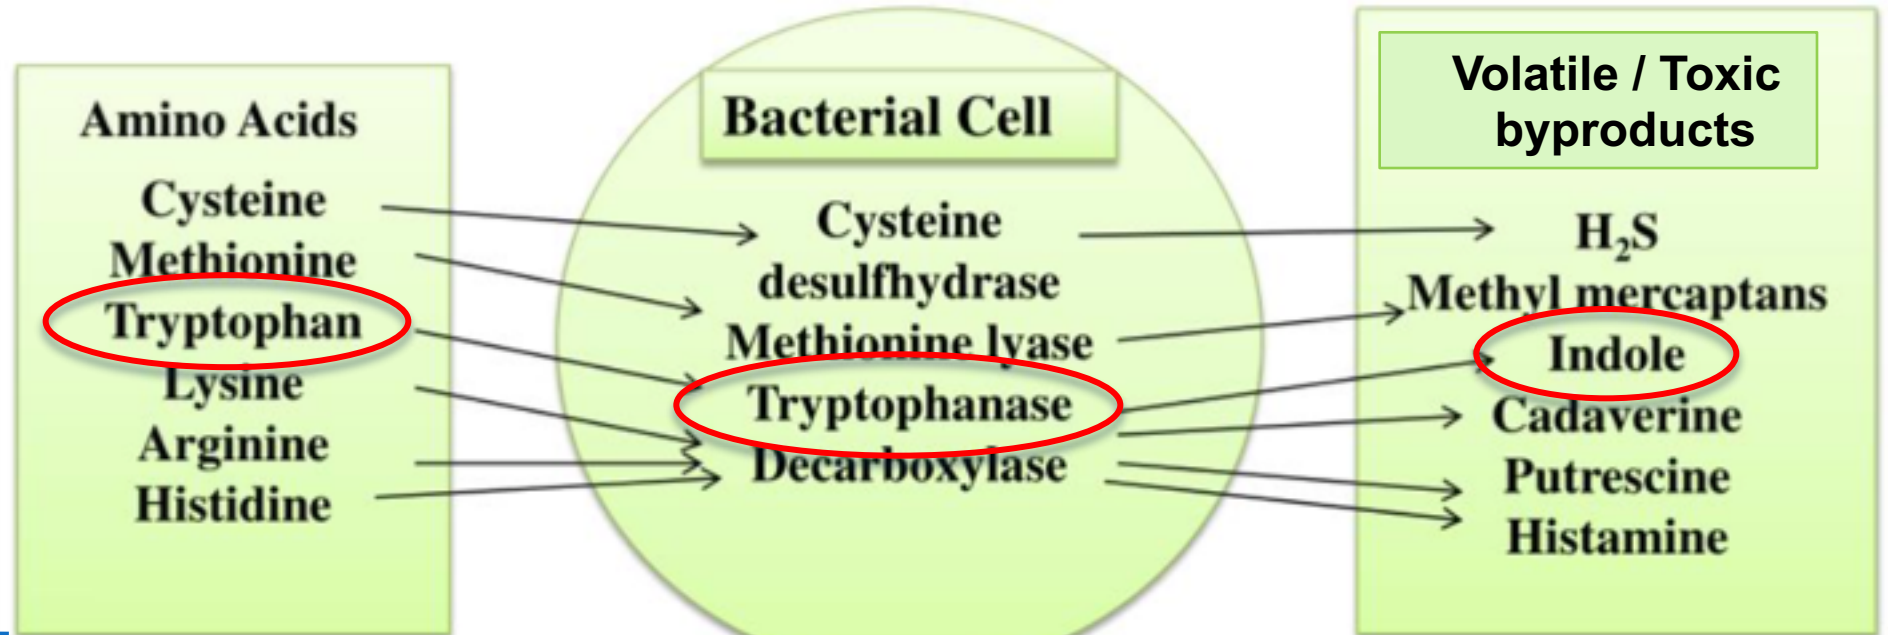 Amino Acids
Cysteine
Methionine
Tryptophan
Lysine
Arginine
Histidine
Bacterial Cell
Cysteine
desulfhydrase
Methionine lyase
Tryptophanase
Decarboxylase
Volatile / Toxic
byproducts
H₂S
Methyl mercaptans
Indole
Cadaverine
Putrescine
Histamine